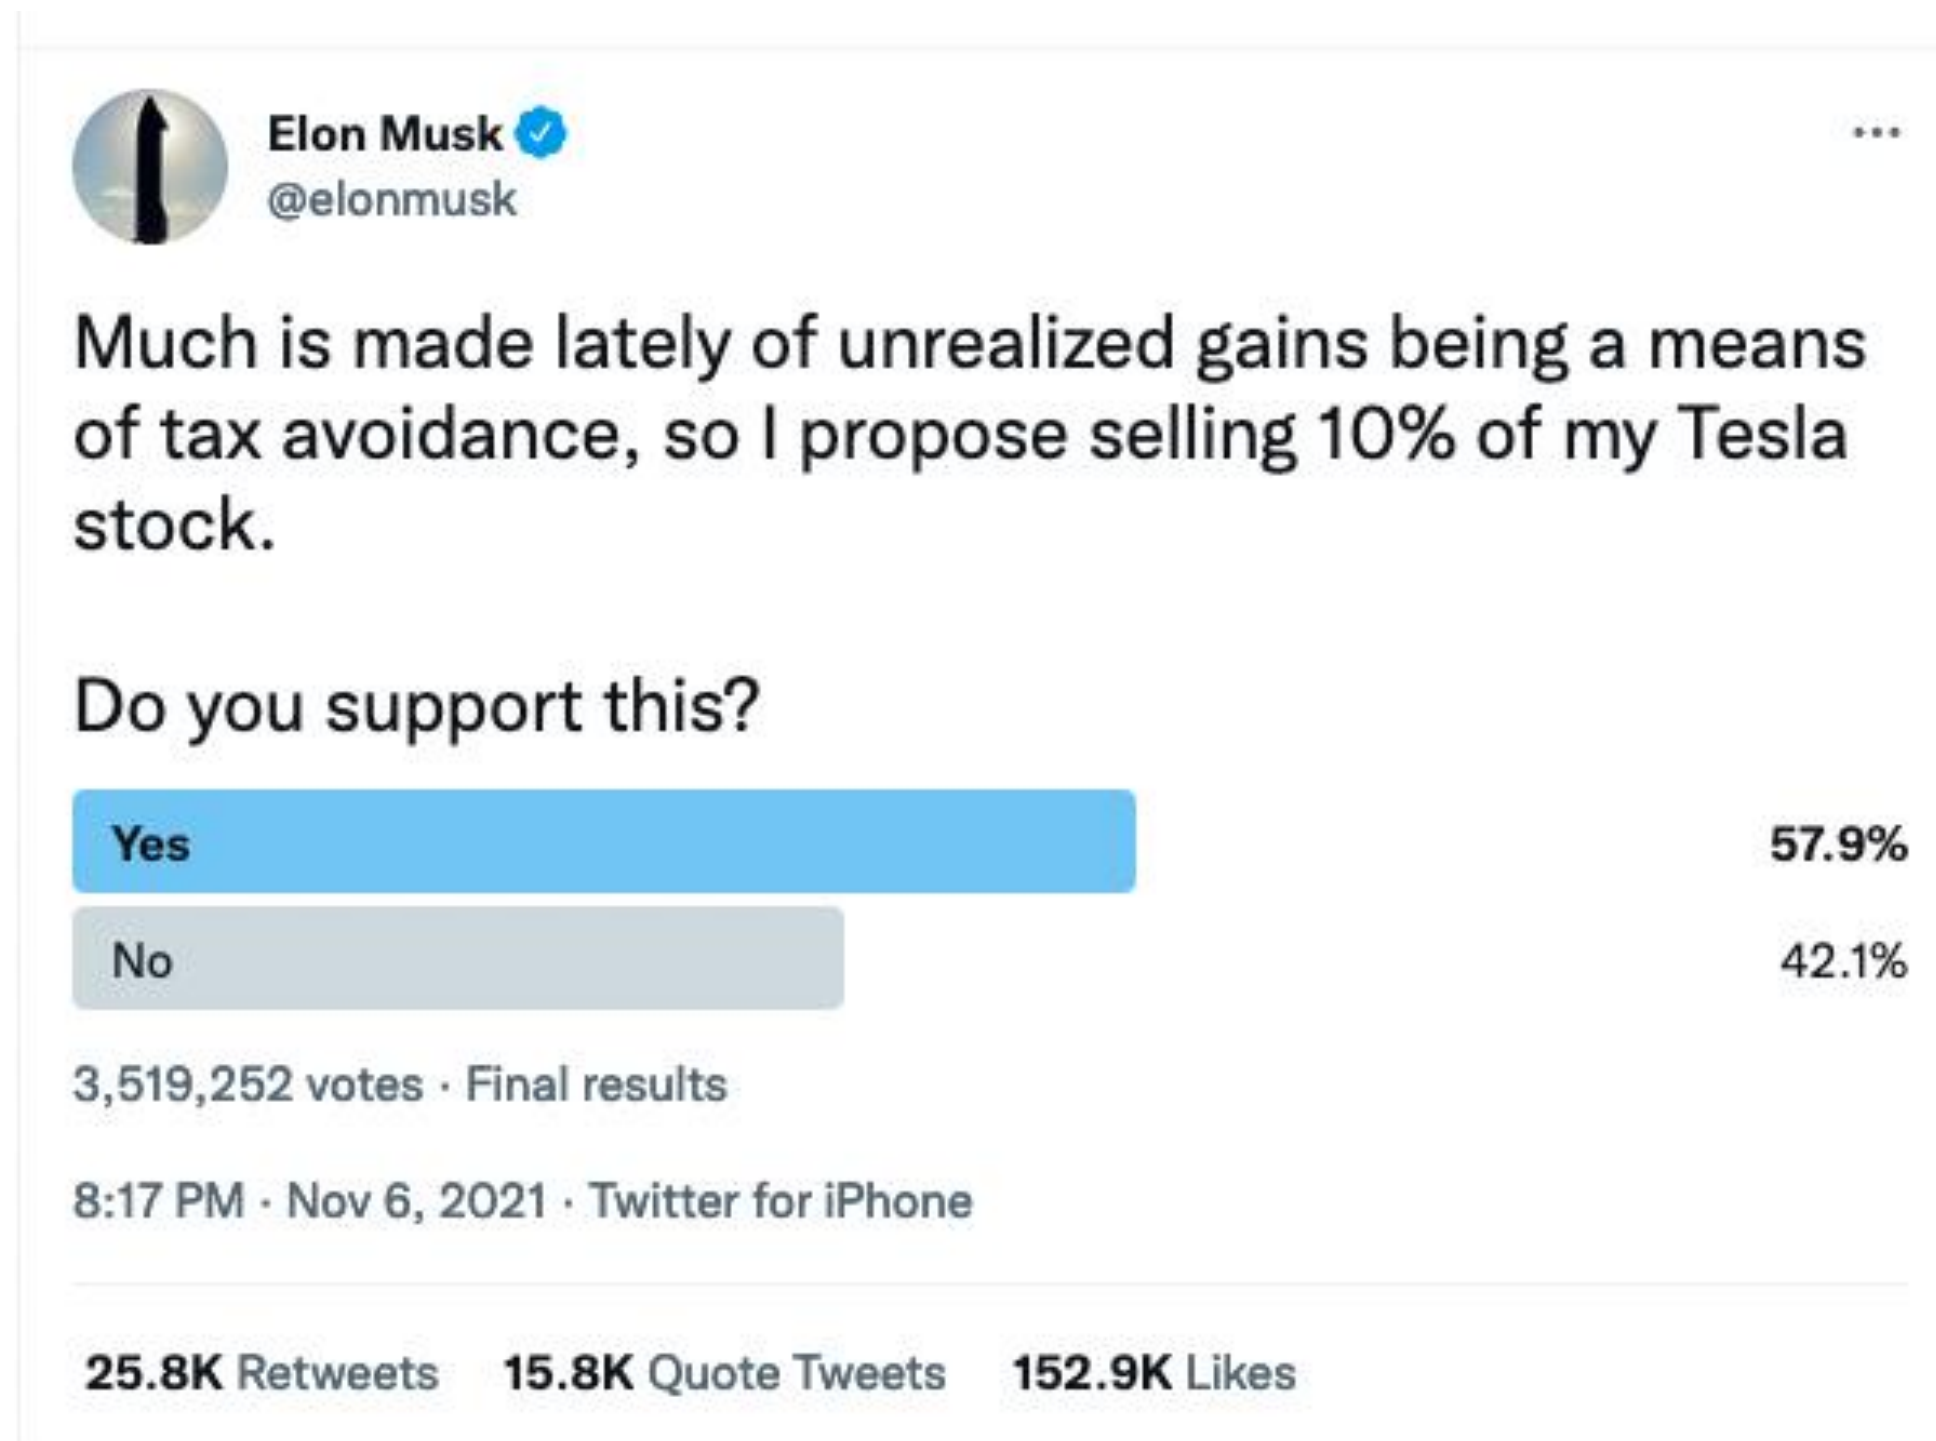 Elon Musk
@elonmusk
Much is made lately of unrealized gains being a means
of tax avoidance, so I propose selling 10% of my Tesla
stock.
Do you support this?
Yes 57.9%
No 42.1%
3,519,252 votes · Final results
8:17 PM · Nov 6, 2021 · Twitter for iPhone
25.8K Retweets 15.8K Quote Tweets 152.9K Likes